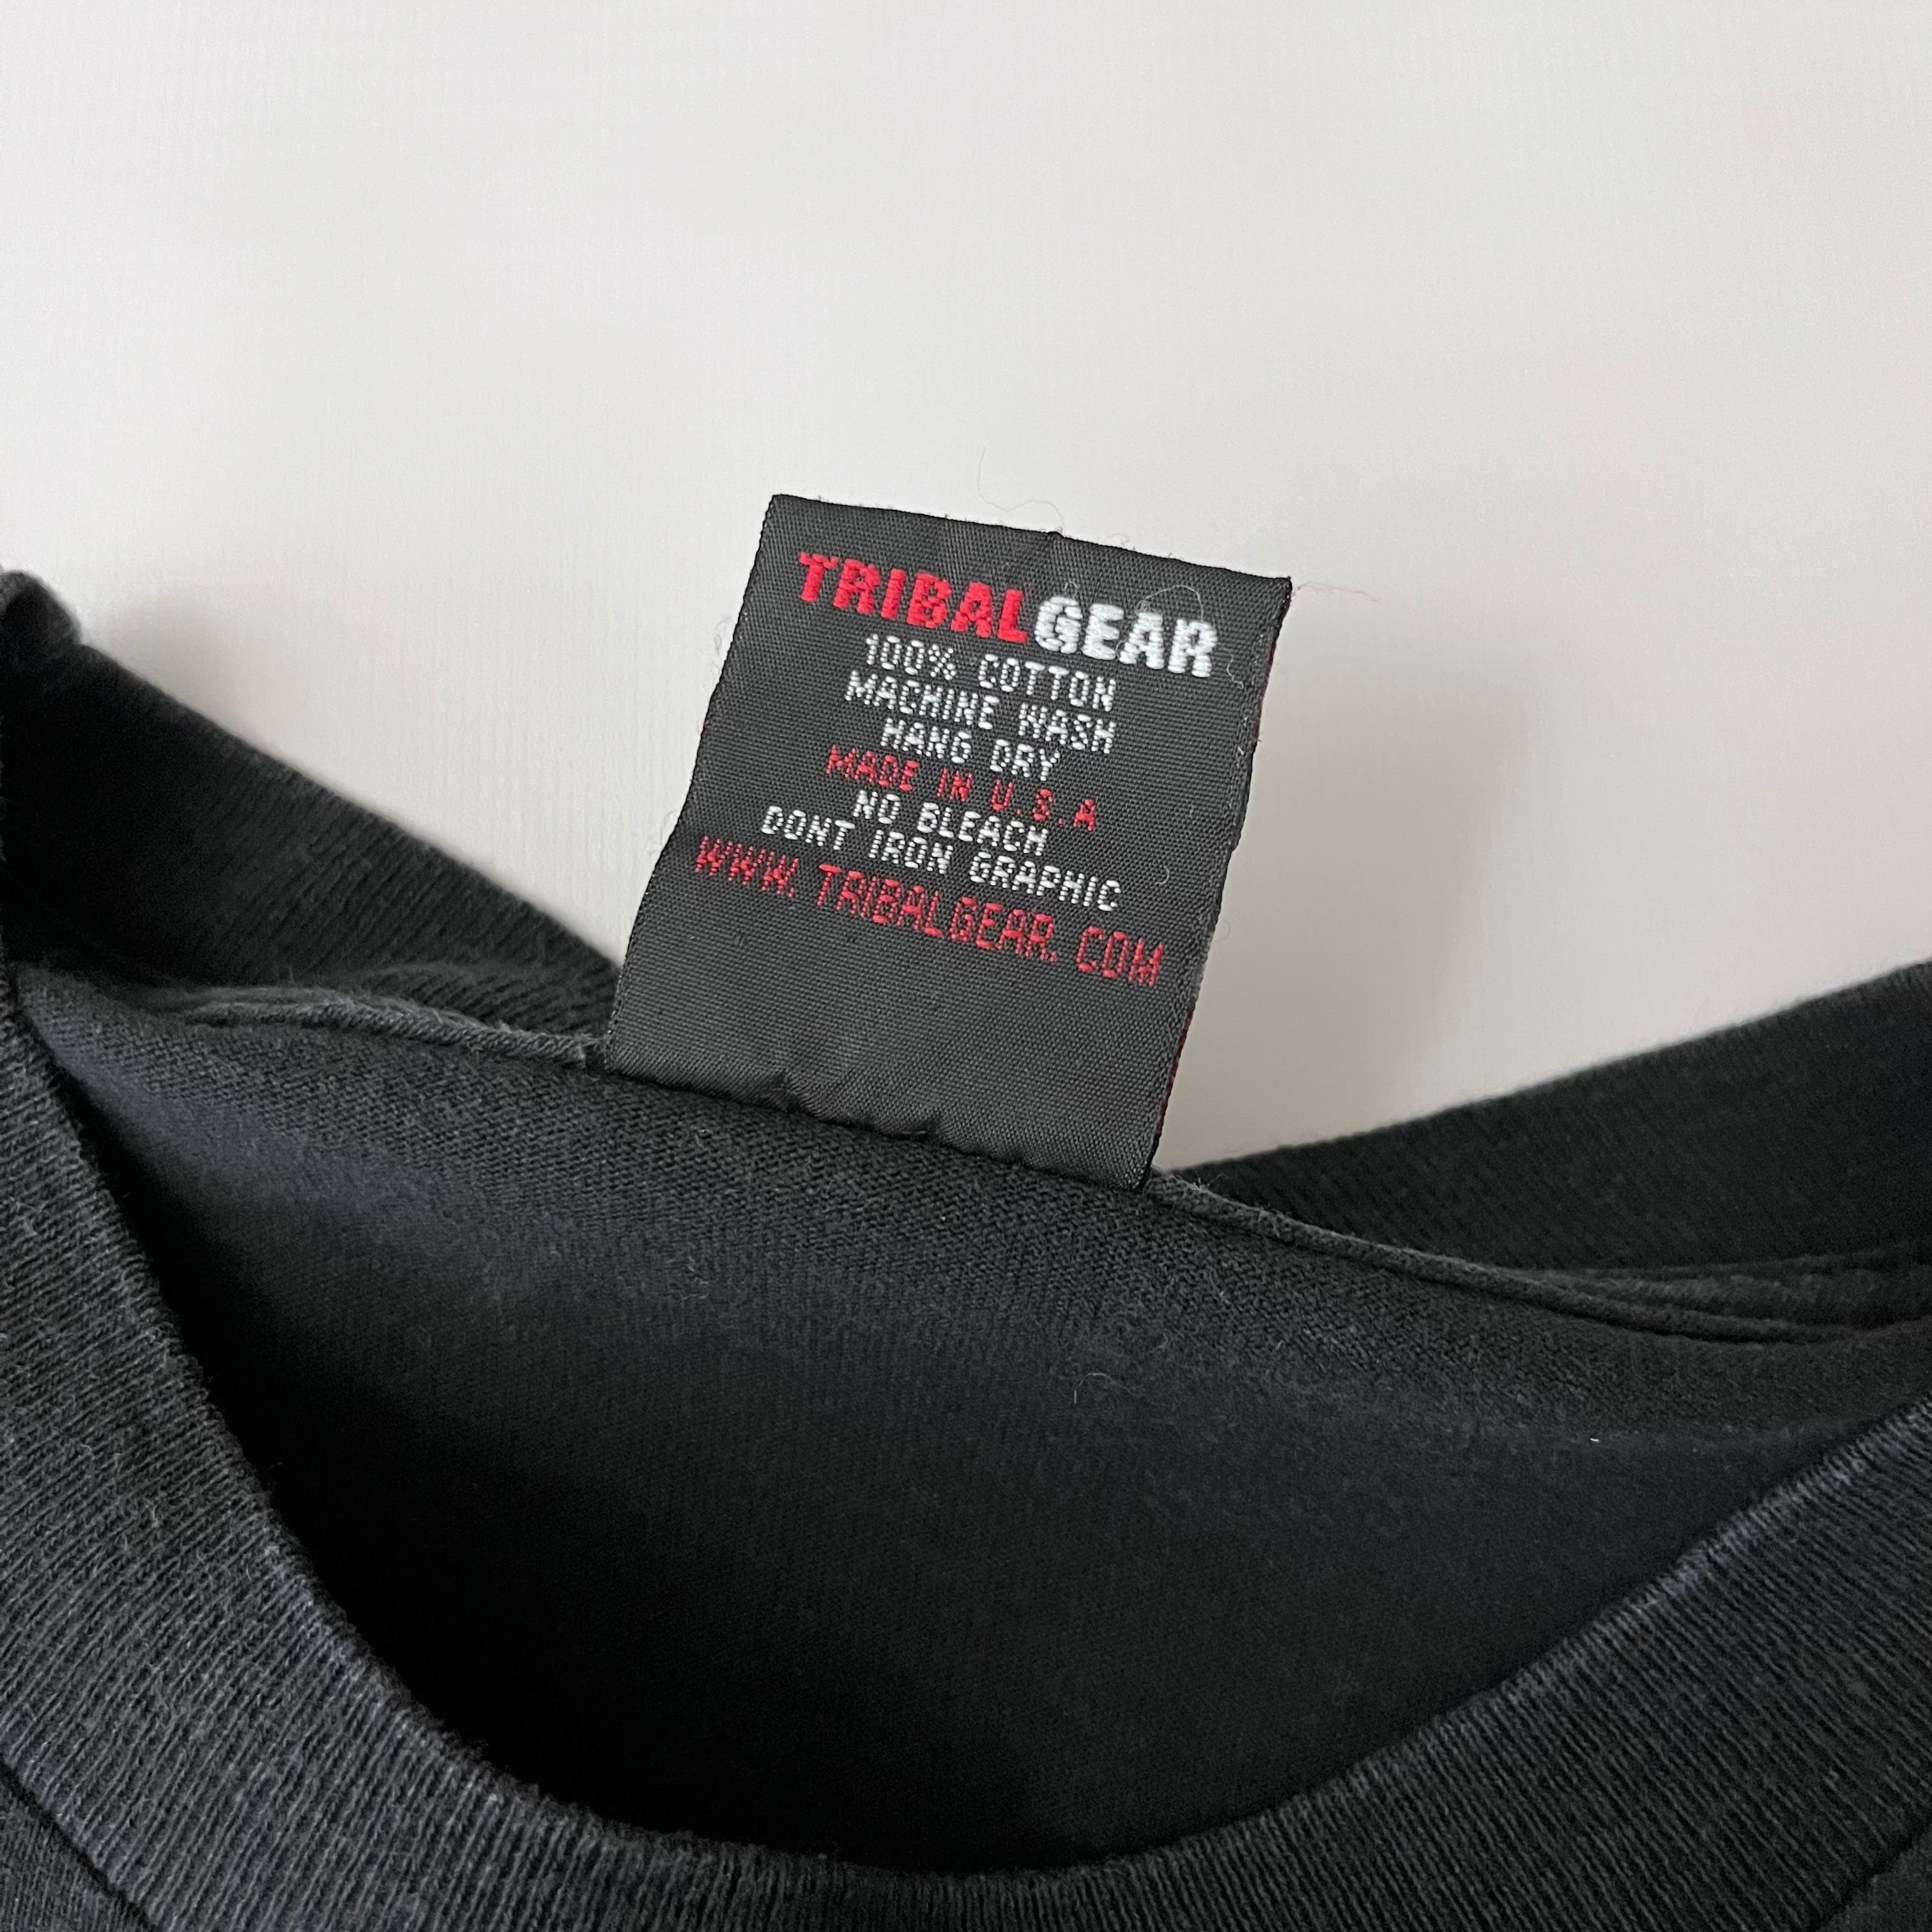 TRIBALGEAR
100% COTTON
MACHINE WASH
HANG DRY
MADE IN U.S.A
NO BLEACH
DONT IRON GRAPHIC
WWW. TRIBALGEAR. COM